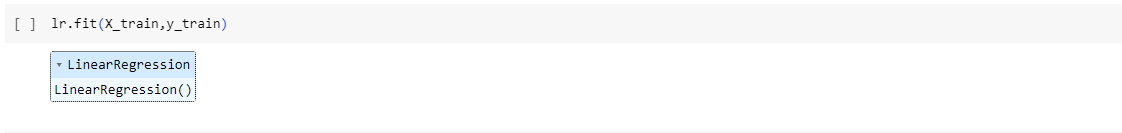 [ ] lr.fit(X_train,y_train)
▾ LinearRegression
LinearRegression()